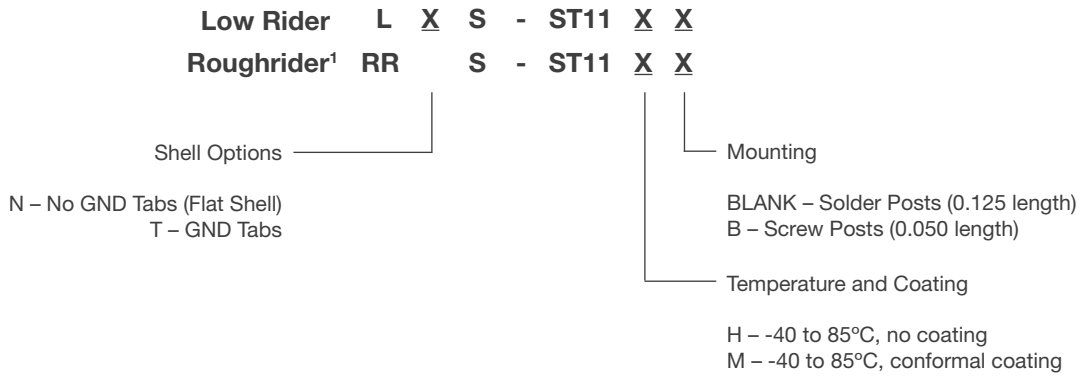 Low Rider L X S - ST11 X X
Roughrider1 RR S - ST11 X X
Shell Options
N – No GND Tabs (Flat Shell)
T – GND Tabs
Mounting
BLANK – Solder Posts (0.125 length)
B – Screw Posts (0.050 length)
Temperature and Coating
H – -40 to 85ºC, no coating
M – -40 to 85ºC, conformal coating